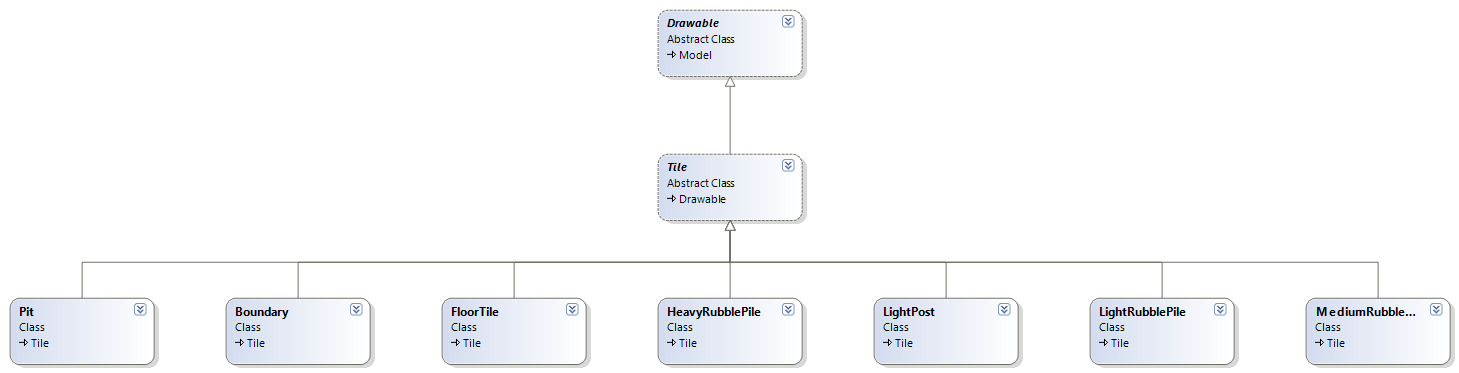 Drawable
Abstract Class
→ Model
Tile
Abstract Class
→ Drawable
Pit
Class
→ Tile
Boundary
Class
→ Tile
FloorTile
Class
→ Tile
HeavyRubblePile
Class
→ Tile
LightPost
Class
→ Tile
LightRubblePile
Class
→ Tile
MediumRubble...
Class
→ Tile